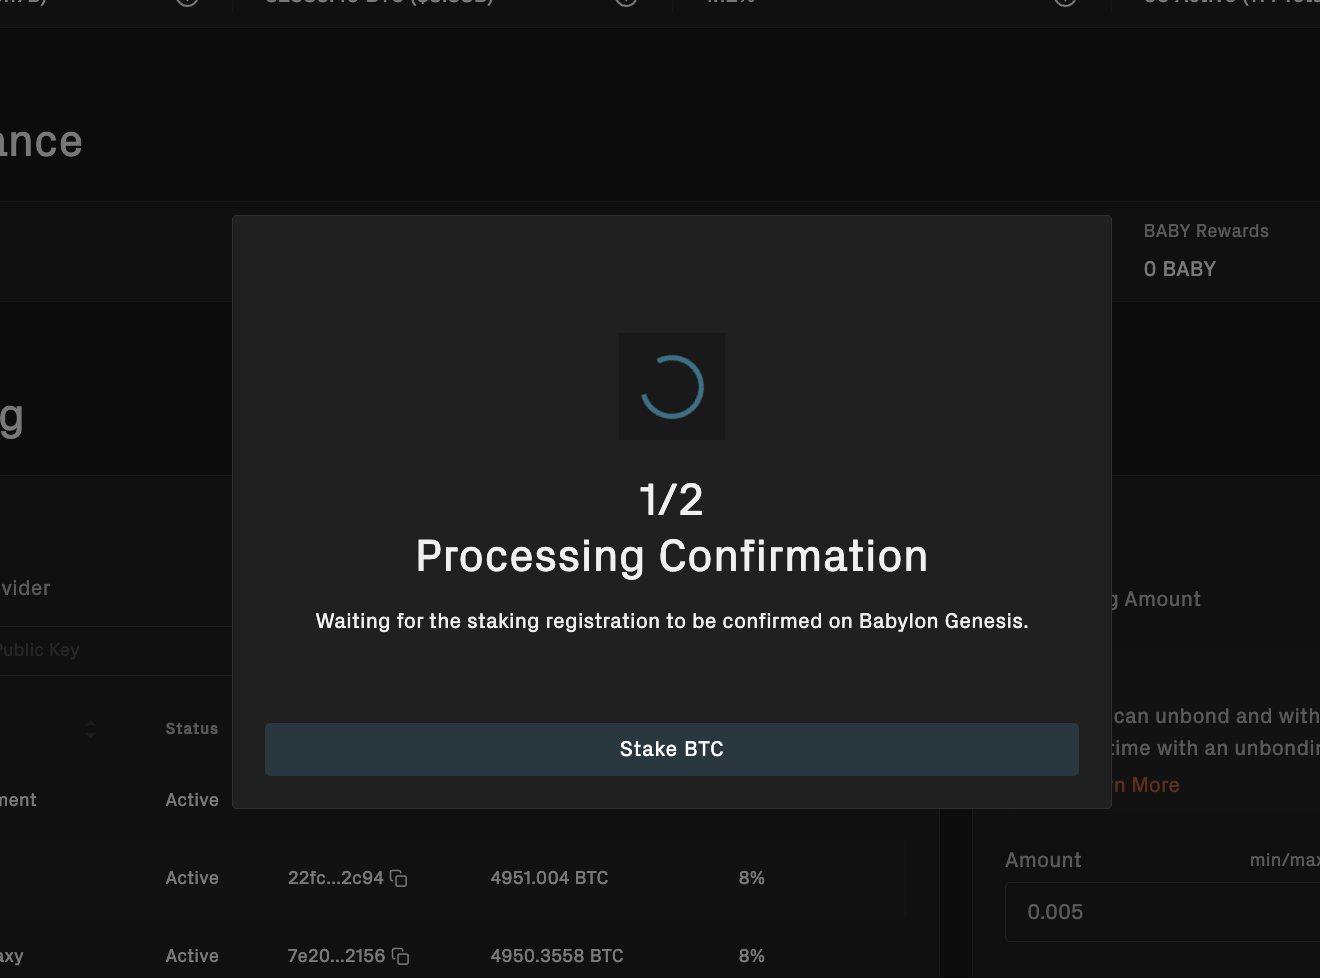 ance
BABY Rewards
0 BABY
g
1/2
Processing Confirmation
Waiting for the staking registration to be confirmed on Babylon Genesis.
vider
g Amount
Public Key
Status
can unbond and with
time with an unbondin
Stake BTC
n More
ment
Active
Amount
min/max
Active
22fc...2c94
4951.004 BTC
8%
0.005
axy
Active
7e20...2156
4950.3558 BTC
8%